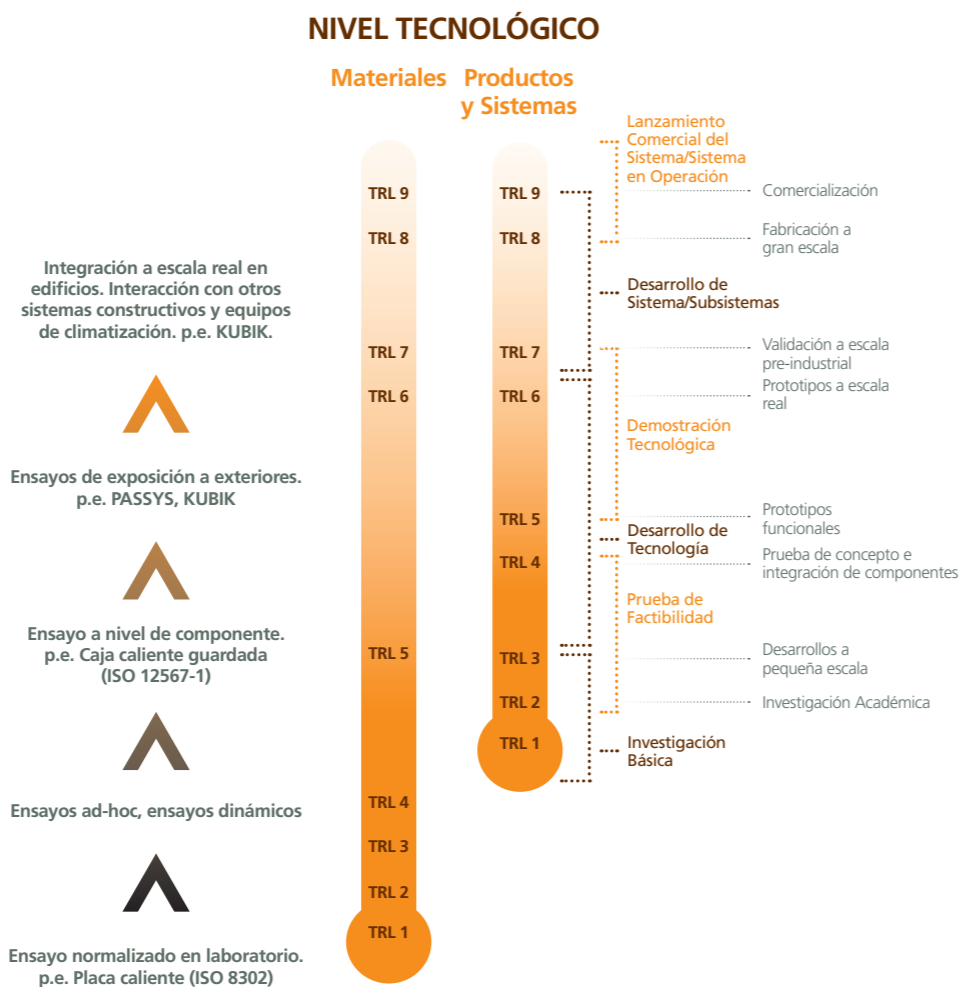 NIVEL TECNOLÓGICO
Materiales
Productos
y Sistemas
Integración a escala real en
edificios. Interacción con otros
sistemas constructivos y equipos
de climatización. p.e. KUBIK.
Ensayos de exposición a exteriores.
p.e. PASSYS, KUBIK
Ensayo a nivel de componente.
p.e. Caja caliente guardada
(ISO 12567-1)
Ensayos ad-hoc, ensayos dinámicos
Ensayo normalizado en laboratorio.
p.e. Placa caliente (ISO 8302)
TRL 9
TRL 8
TRL 7
TRL 6
TRL 5
TRL 4
TRL 3
TRL 2
TRL 1
TRL 9
TRL 8
TRL 7
TRL 6
TRL 5
TRL 4
TRL 3
TRL 2
TRL 1
Lanzamiento
Comercial del
Sistema/Sistema
en Operación
Desarrollo de
Sistema/Subsistemas
Demostración
Tecnológica
Desarrollo de
Tecnología
Prueba de
Factibilidad
Investigación
Básica
Comercialización
Fabricación a
gran escala
Validación a escala
pre-industrial
Prototipos a escala
real
Prototipos
funcionales
Prueba de concepto e
integración de componentes
Desarrollos a
pequeña escala
Investigación Académica